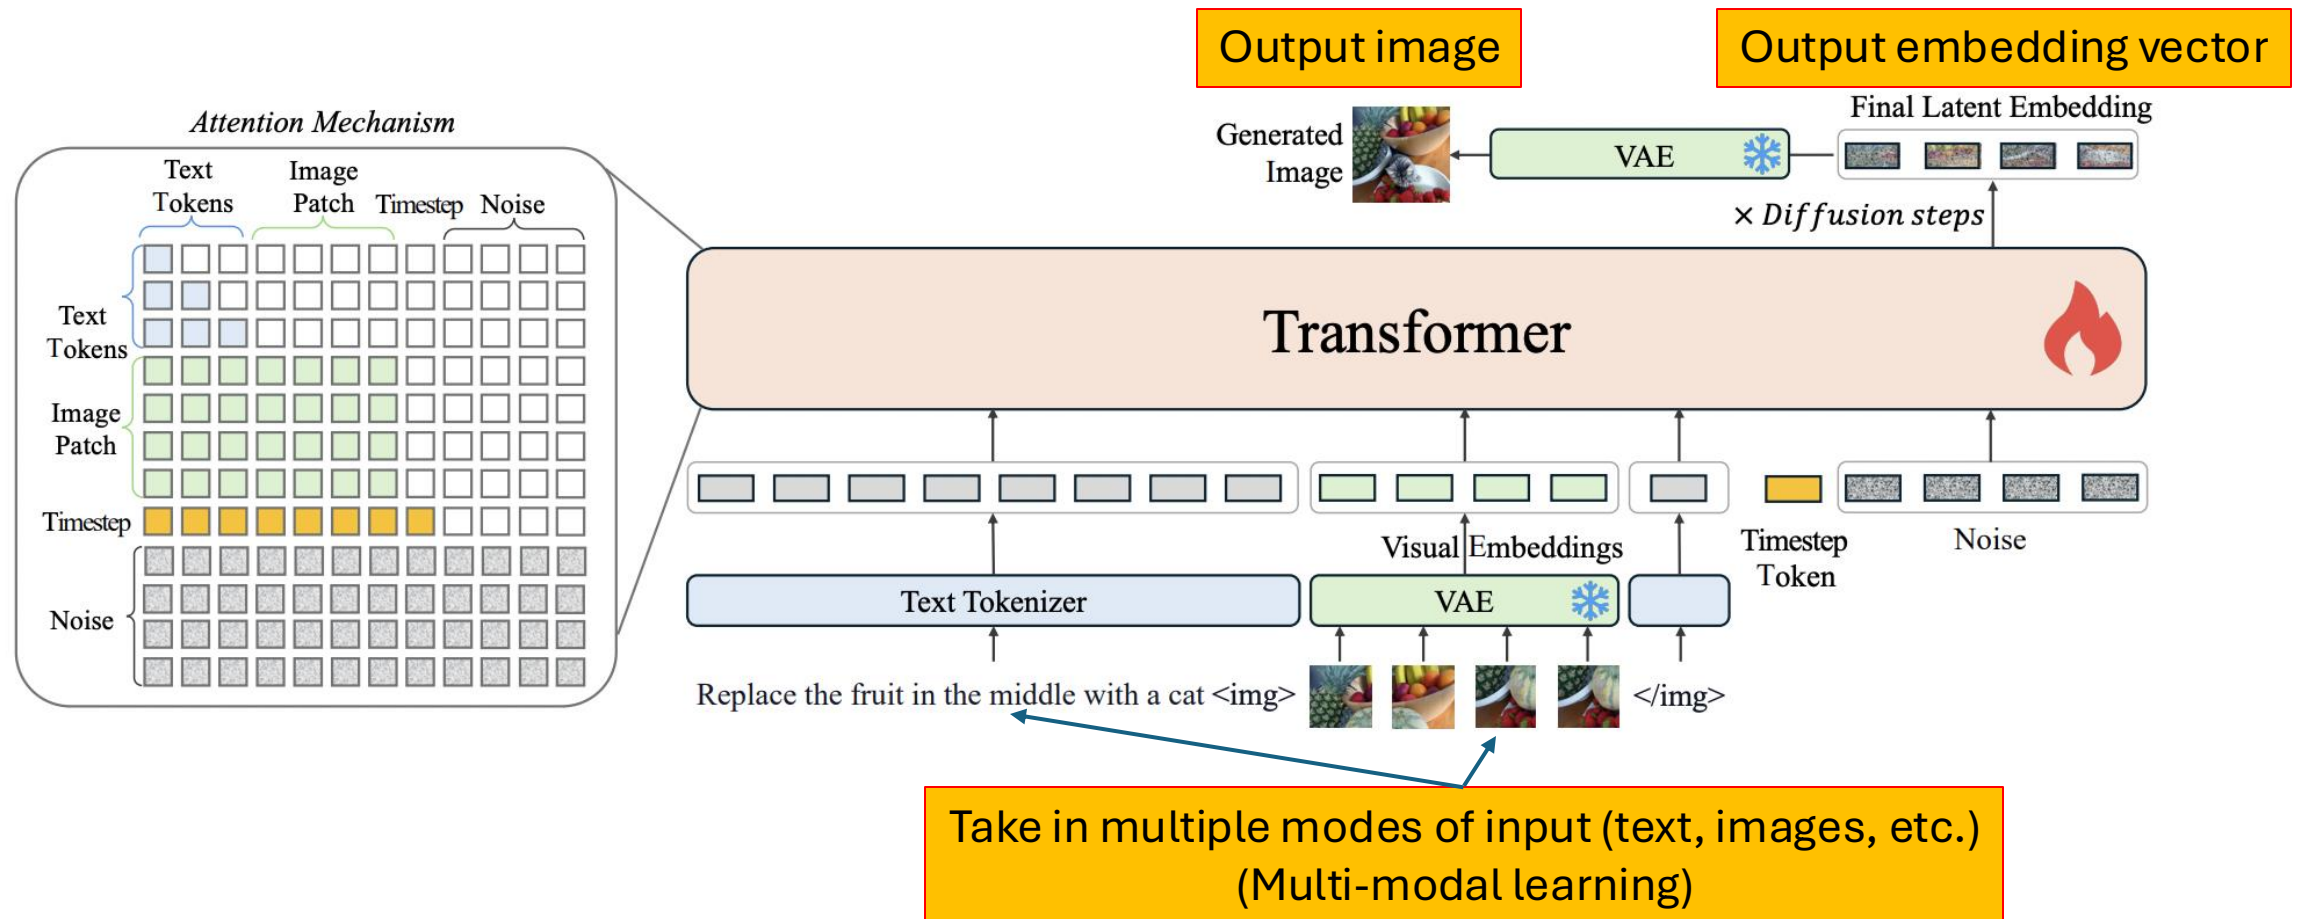 Output image
Output embedding vector
Attention Mechanism
Text
Tokens
Image
Patch
Timestep
Noise
Text
Tokens
Image
Patch
Timestep
Noise
Generated
Image
VAE
Final Latent Embedding
× Diffusion steps
Transformer
Visual Embeddings
Timestep
Token
Noise
Text Tokenizer
VAE
Replace the fruit in the middle with a cat <img>
</img>
Take in multiple modes of input (text, images, etc.)
(Multi-modal learning)